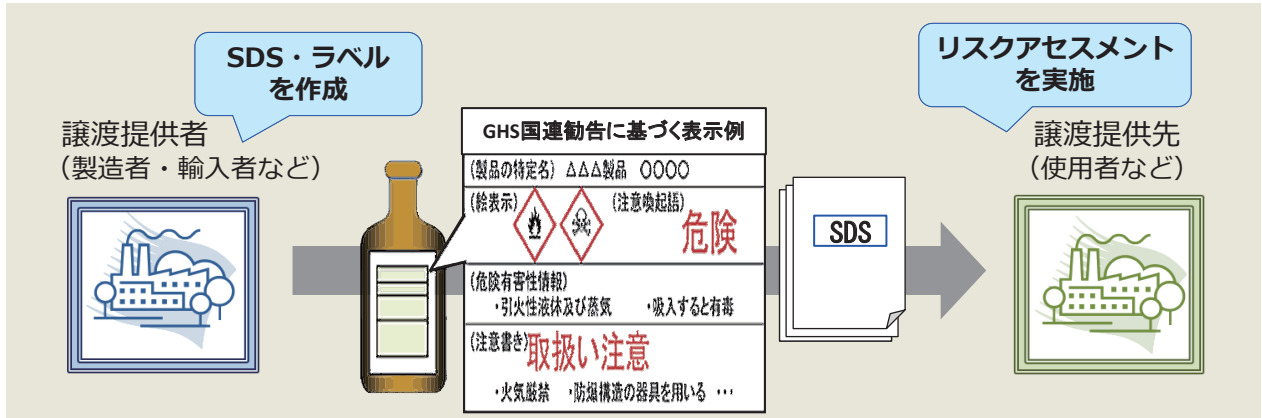 SDS・ラベル
を作成
リスクアセスメント
を実施
譲渡提供者
（製造者・輸入者など）
GHS国連勧告に基づく表示例
(製品の特定名) △△△製品 ○○○○
(絵表示)
(注意喚起語)
危険
(危険有害性情報)
・引火性液体及び蒸気 ・吸入すると有毒
(注意書き)取扱い注意
・火気厳禁 ・防爆構造の器具を用いる …
SDS
譲渡提供先
（使用者など）